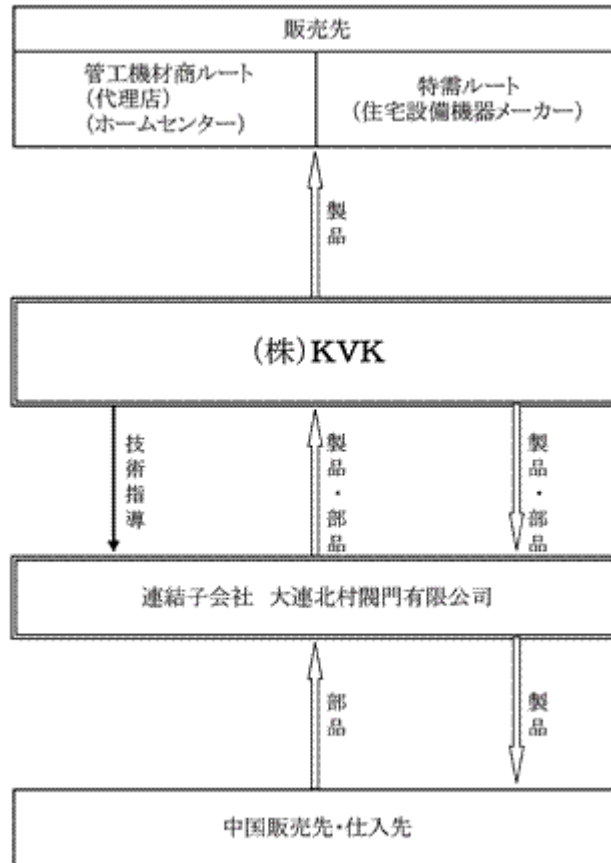 販売先
管工機材商ルート
(代理店)
(ホームセンター)
特需ルート
(住宅設備機器メーカー)
製品
(株)KVK
技術指導
製品・部品
製品・部品
連結子会社 大連北村閥門有限公司
部品
製品
中国販売先・仕入先